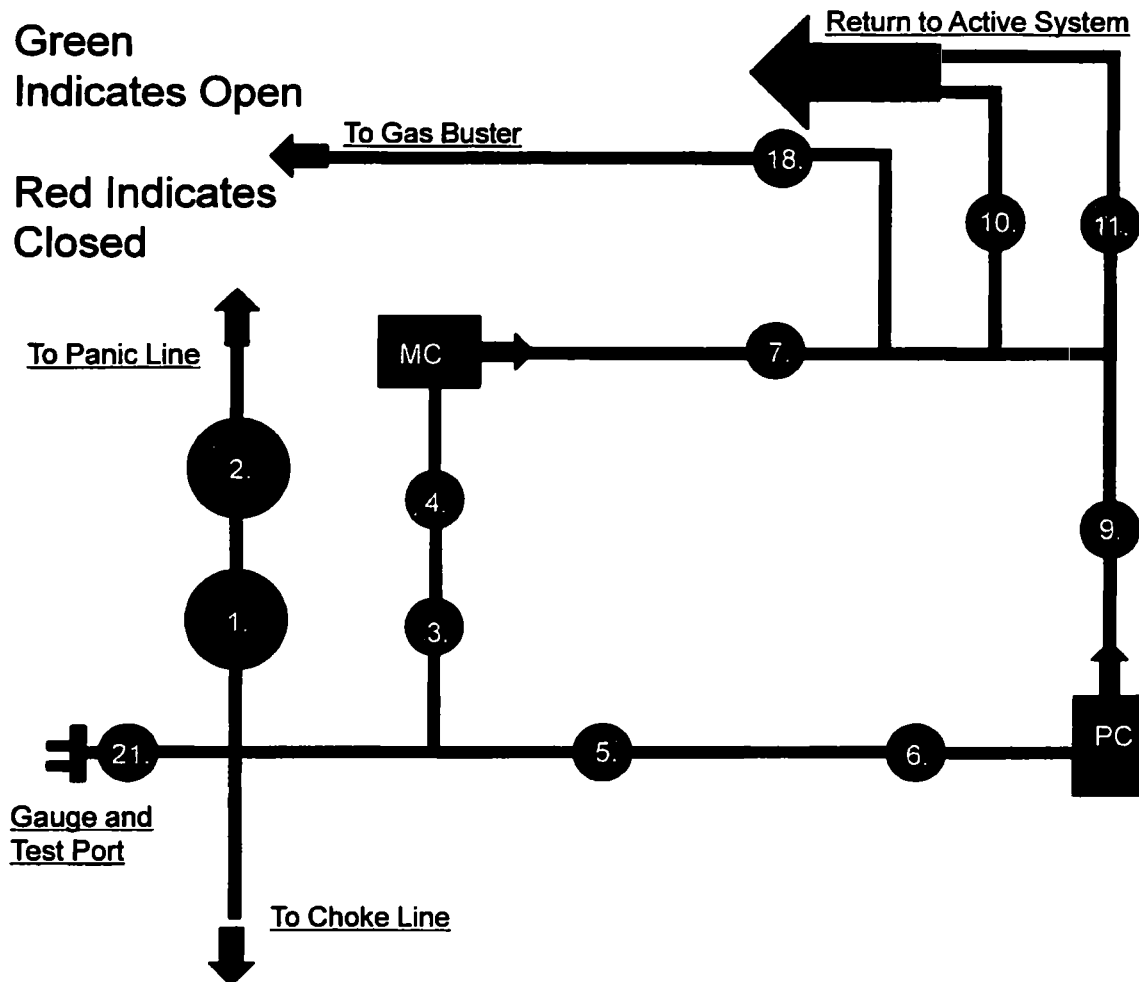 Green
Indicates Open
Return to Active System
To Gas Buster
18.
Red Indicates
Closed
10.
11.
To Panic Line
MC
7.
2.
4.
9.
1.
3.
21.
5.
6.
PC
Gauge and
Test Port
To Choke Line